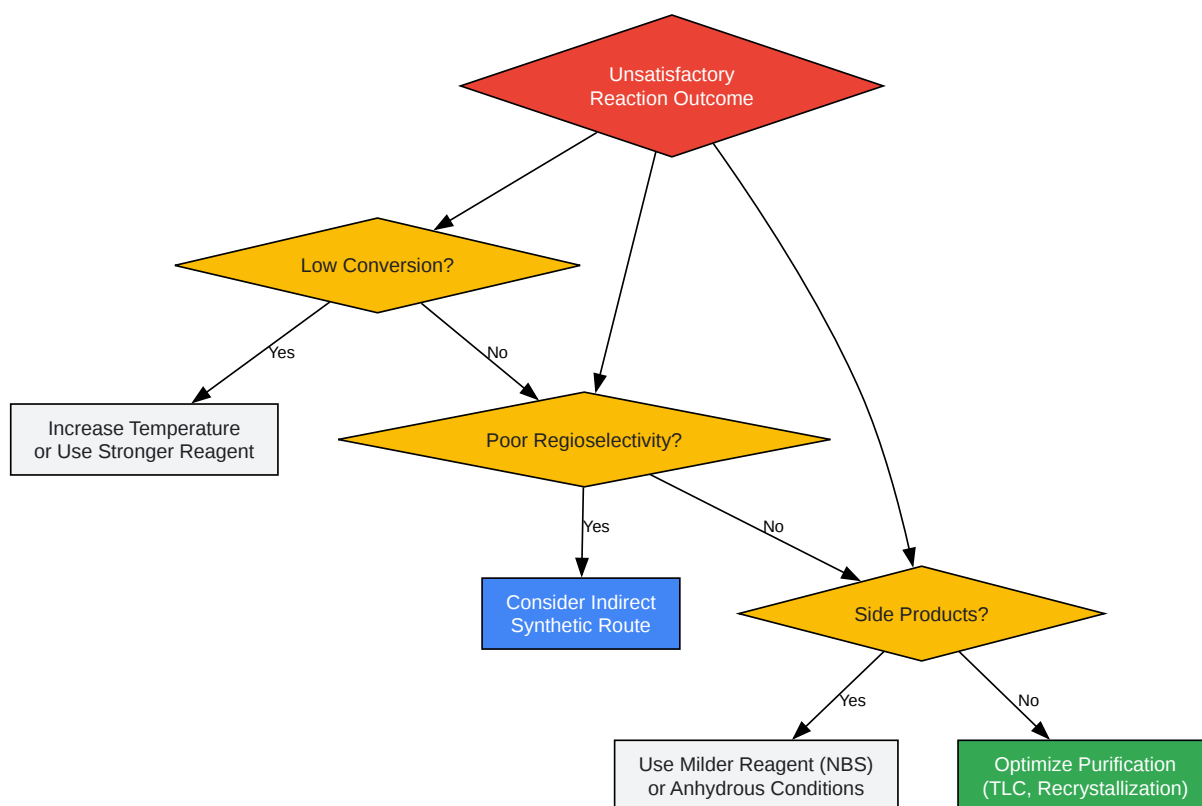 Unsatisfactory
Reaction Outcome
Low Conversion?
Yes
No
Increase Temperature
or Use Stronger Reagent
Poor Regioselectivity?
Yes
No
Consider Indirect
Synthetic Route
Side Products?
Yes
No
Use Milder Reagent (NBS)
or Anhydrous Conditions
Optimize Purification
(TLC, Recrystallization)